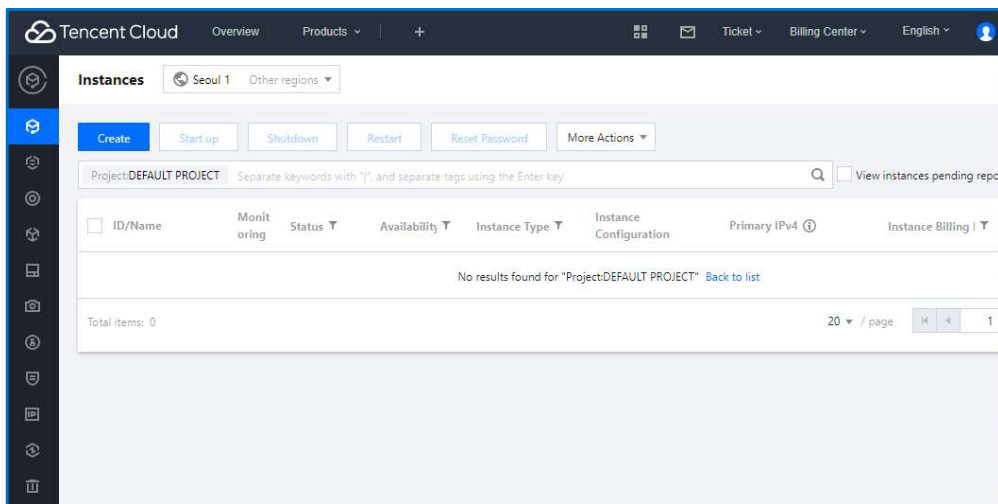 Tencent Cloud Overview Products + Ticket Billing Center English
Instances Seoul 1 Other regions
Create Start up Shutdown Restart Reset Password More Actions
Project:DEFAULT PROJECT Separate keywords with "|", and separate tags using the Enter key View instances pending repo
ID/Name Monit oring Status Availability Instance Type Instance Configuration Primary IPv4 Instance Billing
No results found for "Project:DEFAULT PROJECT" Back to list
Total items: 0 20 / page 1
IP